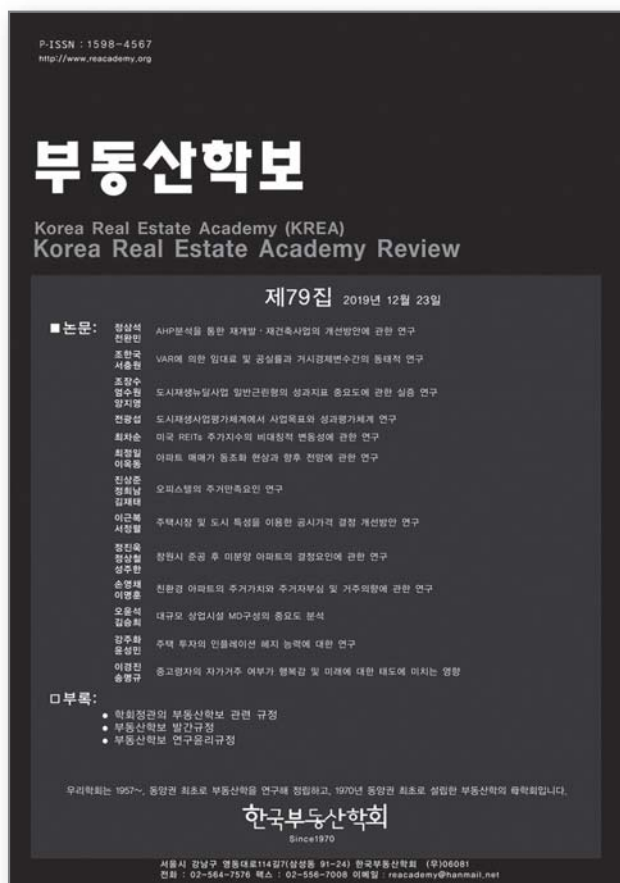 P-ISSN : 1598-4567
http://www.reacademy.org
부동산학보
Korea Real Estate Academy (KREA)
Korea Real Estate Academy Review
제79집 2019년 12월 23일
■논문:
정삼석
전환민
AHP분석을 통한 재개발·재건축사업의 개선방안에 관한 연구
조한국
서충원
VAR에 의한 임대료 및 공실률과 거시경제변수간의 동태적 연구
조장수
엄수원
양지영
도시재생뉴딜사업 일반근린형의 성과지표 중요도에 관한 실증 연구
전광섭 도시재생사업평가체계에서 사업목표와 성과평가체계 연구
최차순 미국 REITs 주가지수의 비대칭적 변동성에 관한 연구
최정일
이옥동
아파트 매매가 동조화 현상과 향후 전망에 관한 연구
진상준
정희남
김재태
오피스텔의 주거만족요인 연구
이근복
서정렬
주택시장 및 도시 특성을 이용한 공시가격 결정 개선방안 연구
정진욱
정상철
성주한
창원시 준공 후 미분양 아파트의 결정요인에 관한 연구
손영채
이명훈
친환경 아파트의 주거가치와 주거자부심 및 거주의향에 관한 연구
오윤석
김승희
대규모 상업시설 MD구성의 중요도 분석
강주화
윤성민
주택 투자의 인플레이션 헤지 능력에 대한 연구
이경진
송명규
중고령자의 자가거주 여부가 행복감 및 미래에 대한 태도에 미치는 영향
□부록:
● 학회정관의 부동산학보 관련 규정
● 부동산학보 발간규정
● 부동산학보 연구윤리규정
우리학회는 1957~, 동양권 최초로 부동산학을 연구해 정립하고, 1970년 동양권 최초로 설립한 부동산학의 母학회입니다.
한국부동산학회
Since1970
서울시 강남구 영동대로114길7(삼성동 91-24) 한국부동산학회 (우)06081
전화 : 02-564-7576 팩스 : 02-556-7008 이메일 : reacademy@hanmail.net